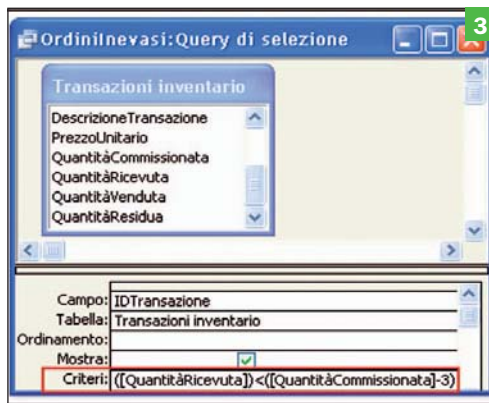 3
OrdiniInevasi:Query di selezione
Transazioni inventario
DescrizioneTransazione
PrezzoUnitario
QuantitàCommissionata
QuantitàRicevuta
QuantitàVenduta
QuantitàResidua
Campo: IDTransazione
Tabella: Transazioni inventario
Ordinamento:
Mostra:
Criteri: ([QuantitàRicevuta])<([QuantitàCommissionata]-3)